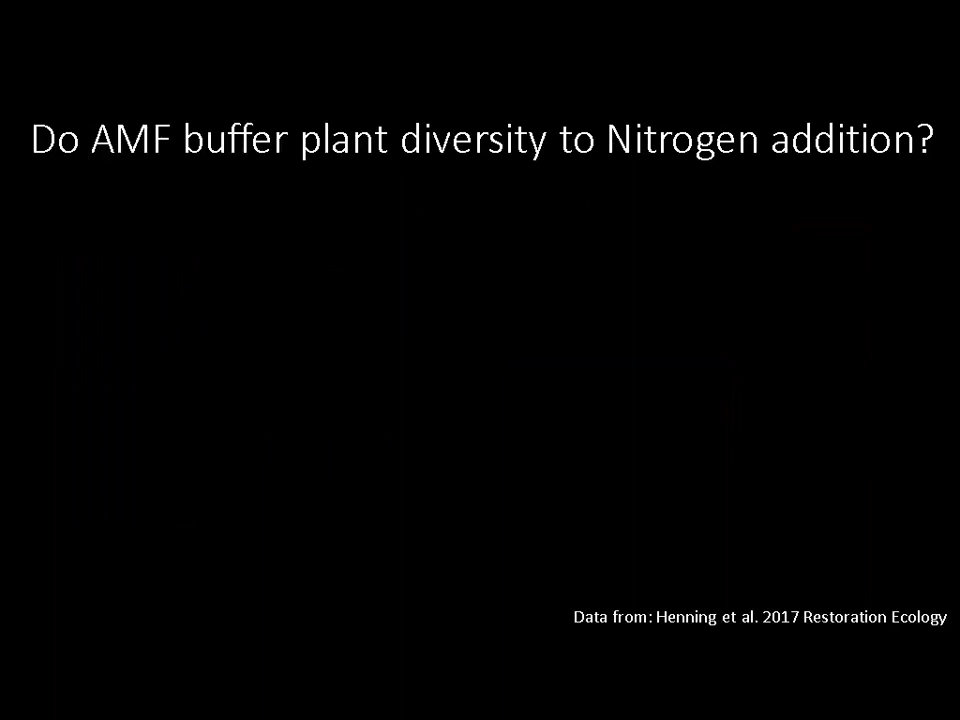 Do AMF buffer plant diversity to Nitrogen addition?
Data from: Henning et al. 2017 Restoration Ecology